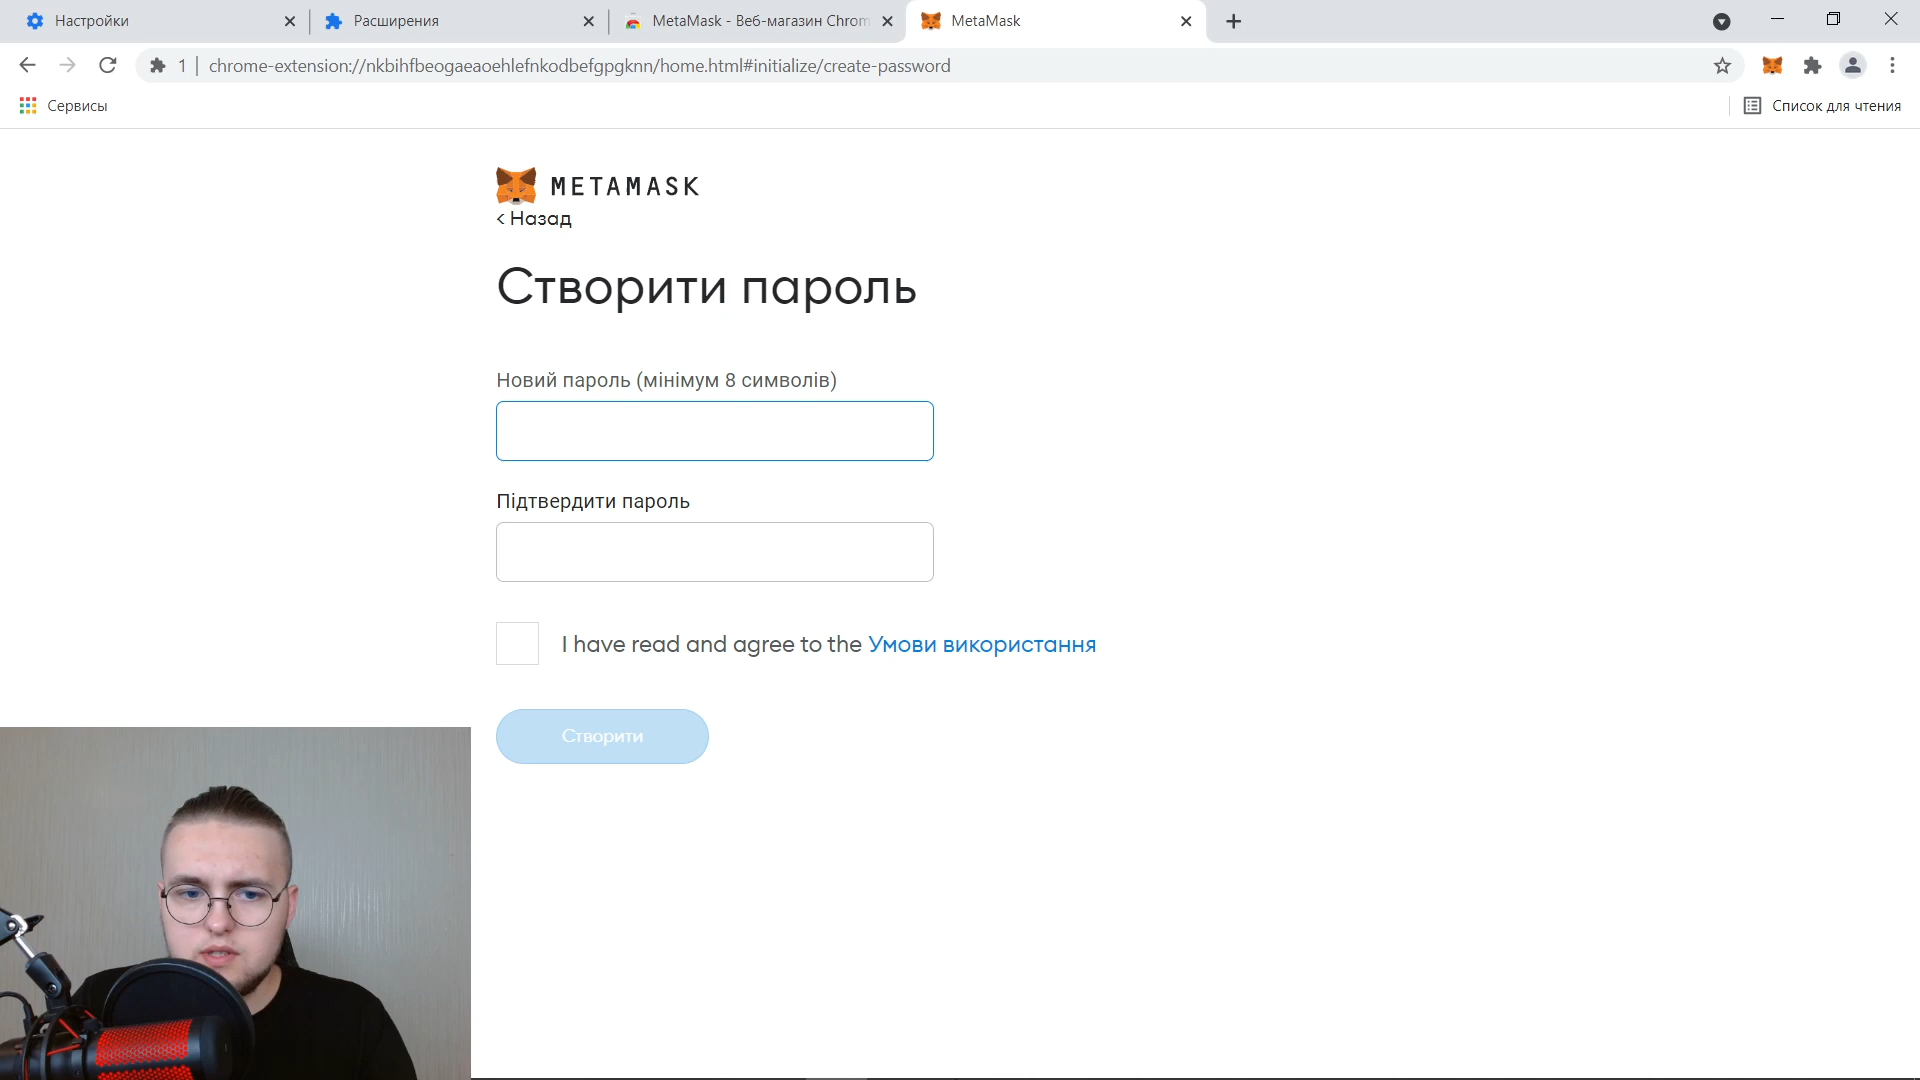 Настройки
Расширения
MetaMask - Веб-магазин Chrom
MetaMask
1
chrome-extension://nkbihfbeogaeaoehlefnkodbefgpgknn/home.html#initialize/create-password
Сервисы
Список для чтения
METAMASK
< Назад
Створити пароль
Новий пароль (мінімум 8 символів)
Підтвердити пароль
I have read and agree to the Умови використання
Створити